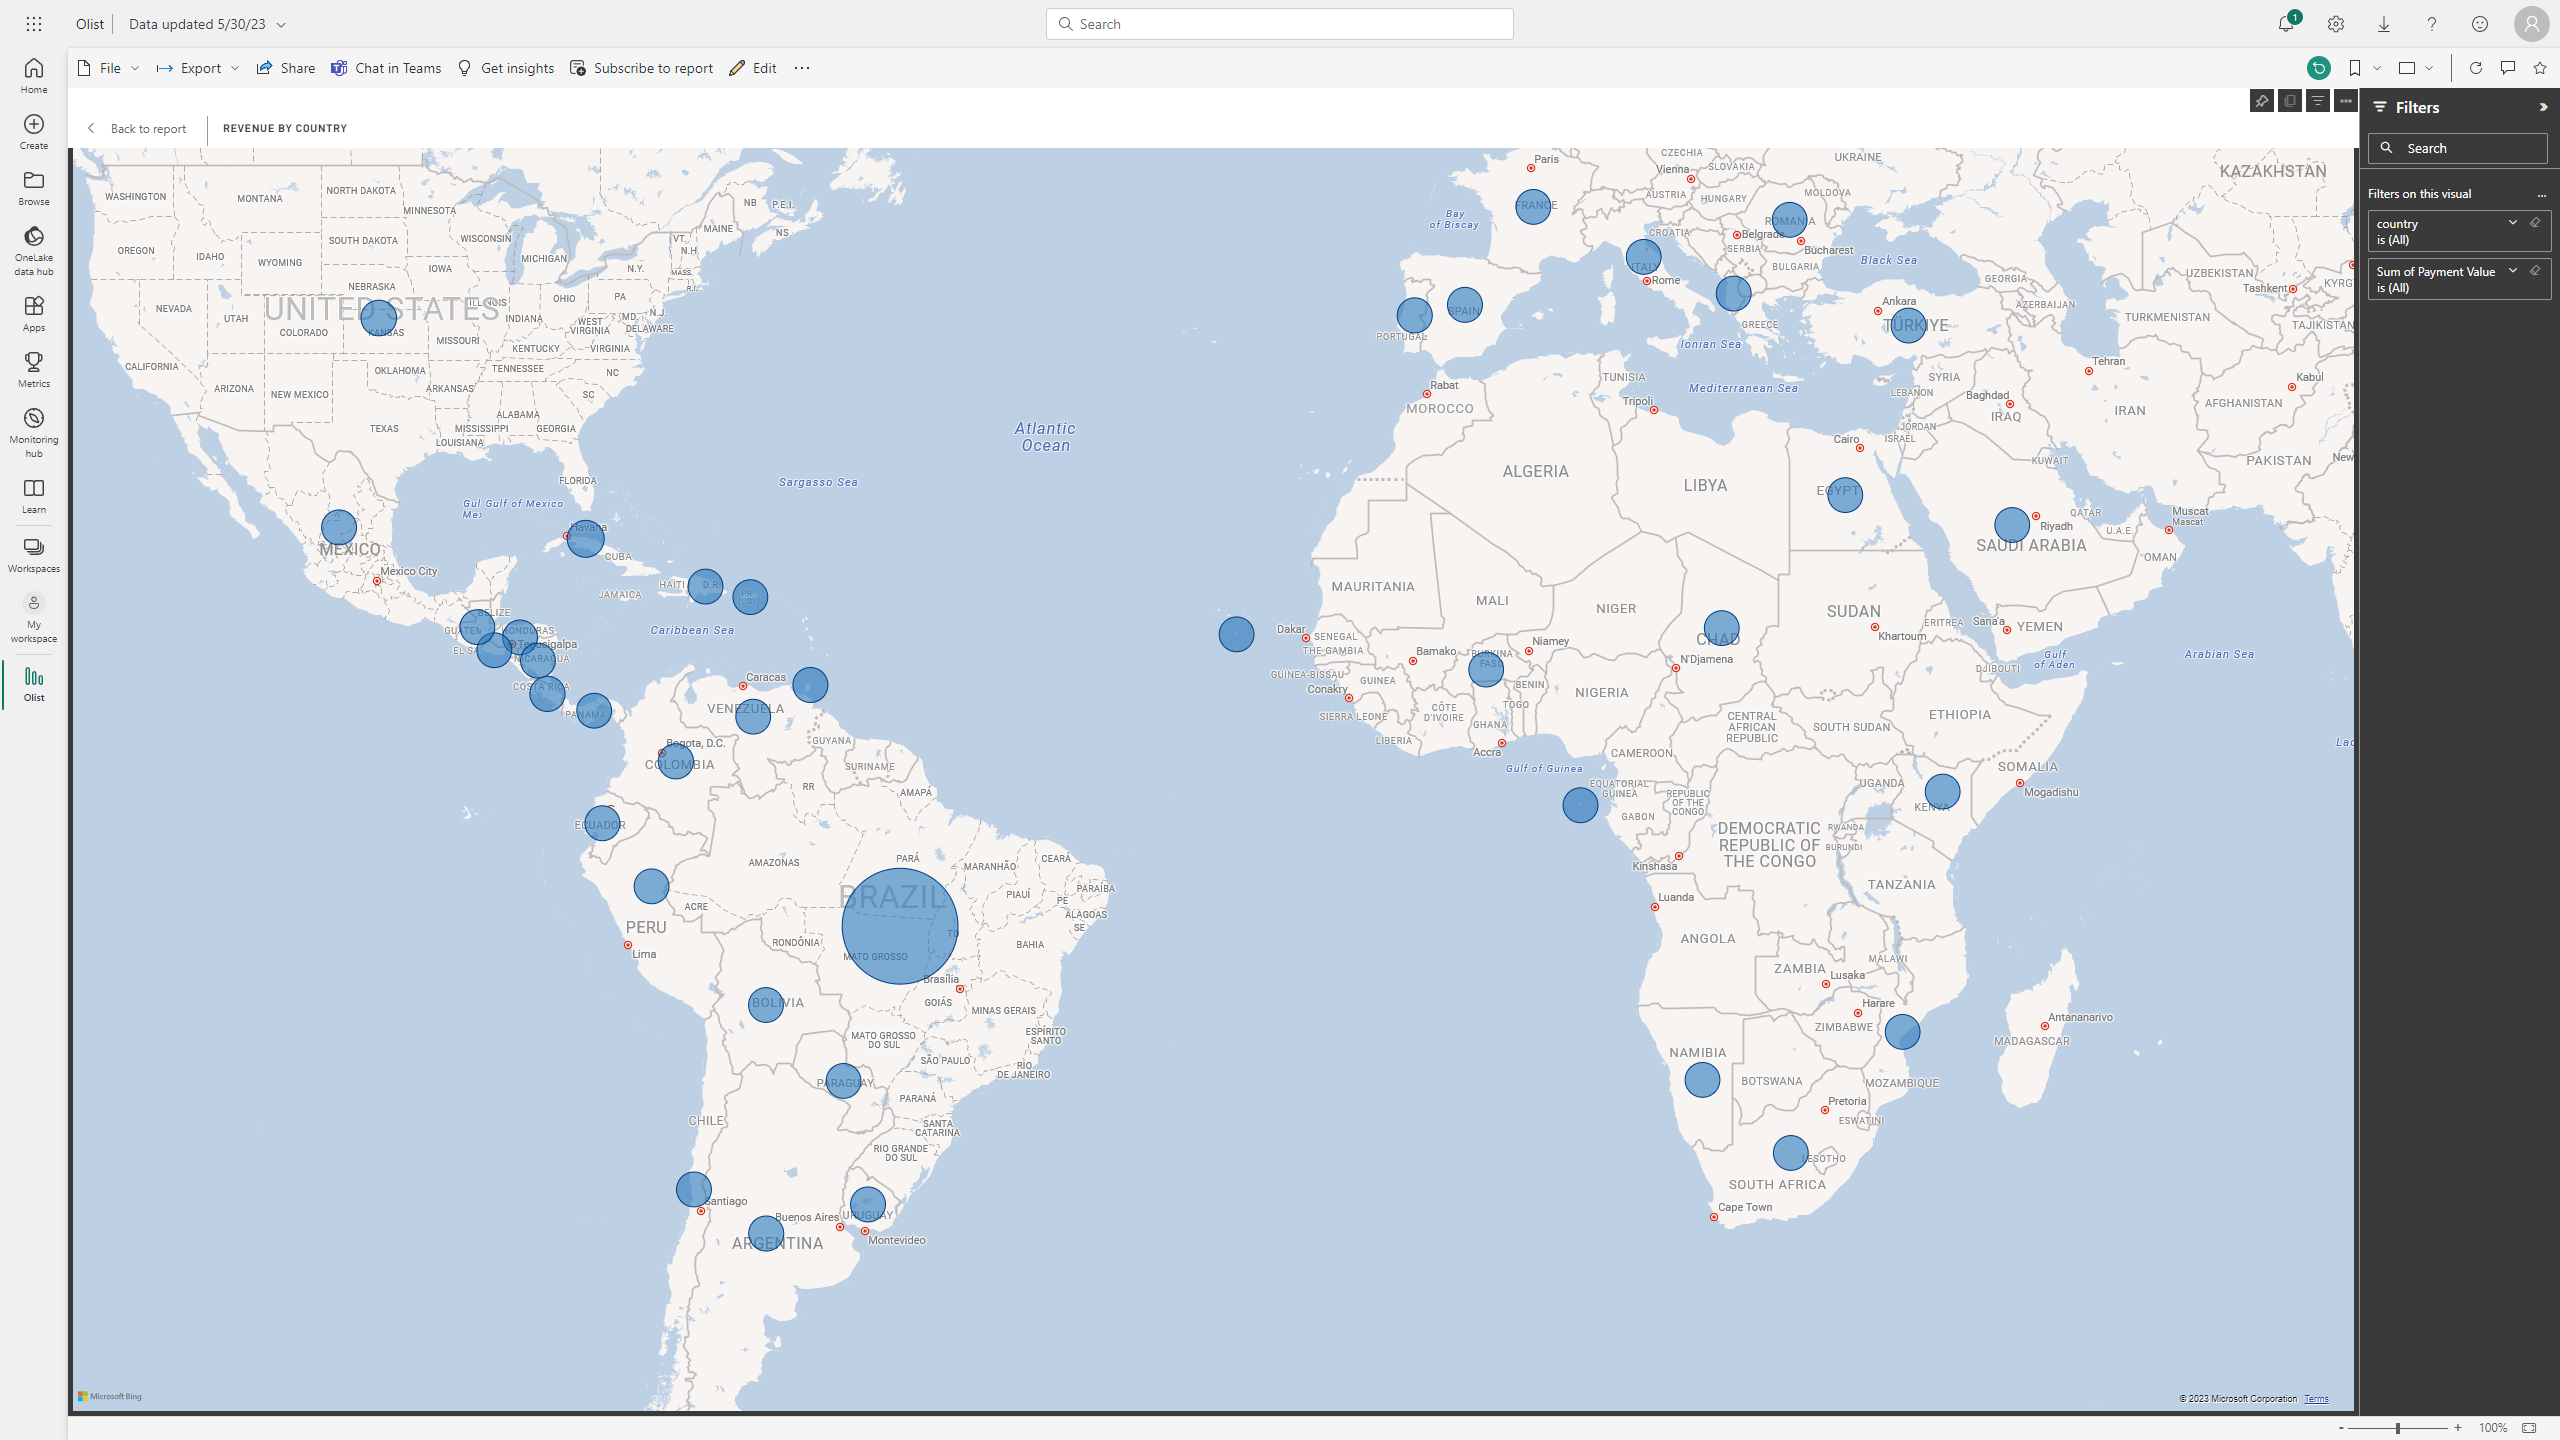 Olist
Data updated 5/30/23
Search
1
File
Export
Share
Chat in Teams
Get insights
Subscribe to report
Edit
Home
Create
Browse
OneLake
data hub
Apps
Metrics
Monitoring
hub
Learn
Workspaces
My
workspace
Olist
Back to report
REVENUE BY COUNTRY
WASHINGTON
MONTANA
NORTH DAKOTA
MINNESOTA
OREGON
IDAHO
WYOMING
SOUTH DAKOTA
WISCONSIN
MICHIGAN
IOWA
NEBRASKA
NEVADA
UTAH
UNITED STATES
COLORADO
KANSAS
ILLINOIS
INDIANA
OHIO
PA
N.Y.
VT.
N.H.
MASS.
R.I.
MAINE
NB
P.E.I.
NS
N.J.
MD.
DELAWARE
WEST
VIRGINIA
VIRGINIA
MISSOURI
KENTUCKY
CALIFORNIA
ARIZONA
NEW MEXICO
OKLAHOMA
ARKANSAS
TENNESSEE
NC
SC
ALABAMA
MISSISSIPPI
GEORGIA
TEXAS
LOUISIANA
FLORIDA
Gulf of Mexico
Sargasso Sea
Atlantic
Ocean
MEXICO
Mexico City
Havana
CUBA
HAITI
D.R.
JAMAICA
BELIZE
HONDURAS
Tegucigalpa
NICARAGUA
COSTA RICA
PANAMA
Caribbean Sea
Caracas
VENEZUELA
GUYANA
SURINAME
Bogota, D.C.
COLOMBIA
RR
AMAPÁ
ECUADOR
AMAZONAS
PARÁ
MARANHÃO
CEARÁ
PIAUÍ
PARAÍBA
PE
ALAGOAS
SE
BRAZIL
TO
BAHIA
ACRE
PERU
Lima
RONDÔNIA
MATO GROSSO
Brasília
GOIÁS
MINAS GERAIS
BOLIVIA
MATO GROSSO
DO SUL
ESPÍRITO
SANTO
SÃO PAULO
RIO
DE JANEIRO
PARAGUAY
PARANÁ
SANTA
CATARINA
CHILE
RIO GRANDE
DO SUL
Santiago
Buenos Aires
URUGUAY
Montevideo
ARGENTINA
Paris
FRANCE
Bay
of Biscay
Vienna
CZECHIA
SLOVAKIA
AUSTRIA
HUNGARY
UKRAINE
MOLDOVA
ROMANIA
CROATIA
Belgrade
SERBIA
Bucharest
BULGARIA
Black Sea
ITALY
Rome
SPAIN
PORTUGAL
GREECE
Ionian Sea
Mediterranean Sea
Ankara
TÜRKIYE
GEORGIA
AZERBAIJAN
KAZAKHSTAN
UZBEKISTAN
Tashkent
KYRG
TURKMENISTAN
TAJIKISTAN
Tehran
IRAN
Kabul
AFGHANISTAN
PAKISTAN
New
SYRIA
LEBANON
Baghdad
IRAQ
JORDAN
ISRAEL
KUWAIT
QATAR
U.A.E.
Muscat
Mascat
OMAN
Riyadh
SAUDI ARABIA
Sana'a
YEMEN
Gulf
of Aden
Arabian Sea
Rabat
MOROCCO
TUNISIA
Tripoli
ALGERIA
LIBYA
Cairo
EGYPT
MAURITANIA
MALI
NIGER
CHAD
SUDAN
Khartoum
ERITREA
DJIBOUTI
Dakar
SENEGAL
THE GAMBIA
GUINEA-BISSAU
GUINEA
Conakry
SIERRA LEONE
LIBERIA
Bamako
BURKINA
FASO
Niamey
BENIN
TOGO
CÔTE
D'IVOIRE
GHANA
Accra
NIGERIA
N'Djamena
Gulf of Guinea
CAMEROON
CENTRAL
AFRICAN
REPUBLIC
SOUTH SUDAN
ETHIOPIA
SOMALIA
Mogadishu
EQUATORIAL
GUINEA
GABON
REPUBLIC
OF THE
CONGO
DEMOCRATIC
REPUBLIC OF
THE CONGO
UGANDA
KENYA
RWANDA
BURUNDI
Kinshasa
Luanda
TANZANIA
ANGOLA
ZAMBIA
Lusaka
MALAWI
Harare
ZIMBABWE
Antananarivo
MADAGASCAR
NAMIBIA
BOTSWANA
MOZAMBIQUE
Pretoria
ESWATINI
LESOTHO
SOUTH AFRICA
Cape Town
Microsoft Bing
© 2023 Microsoft Corporation Terms
Filters
Search
Filters on this visual
country
is (All)
Sum of Payment Value
is (All)
- + 100%